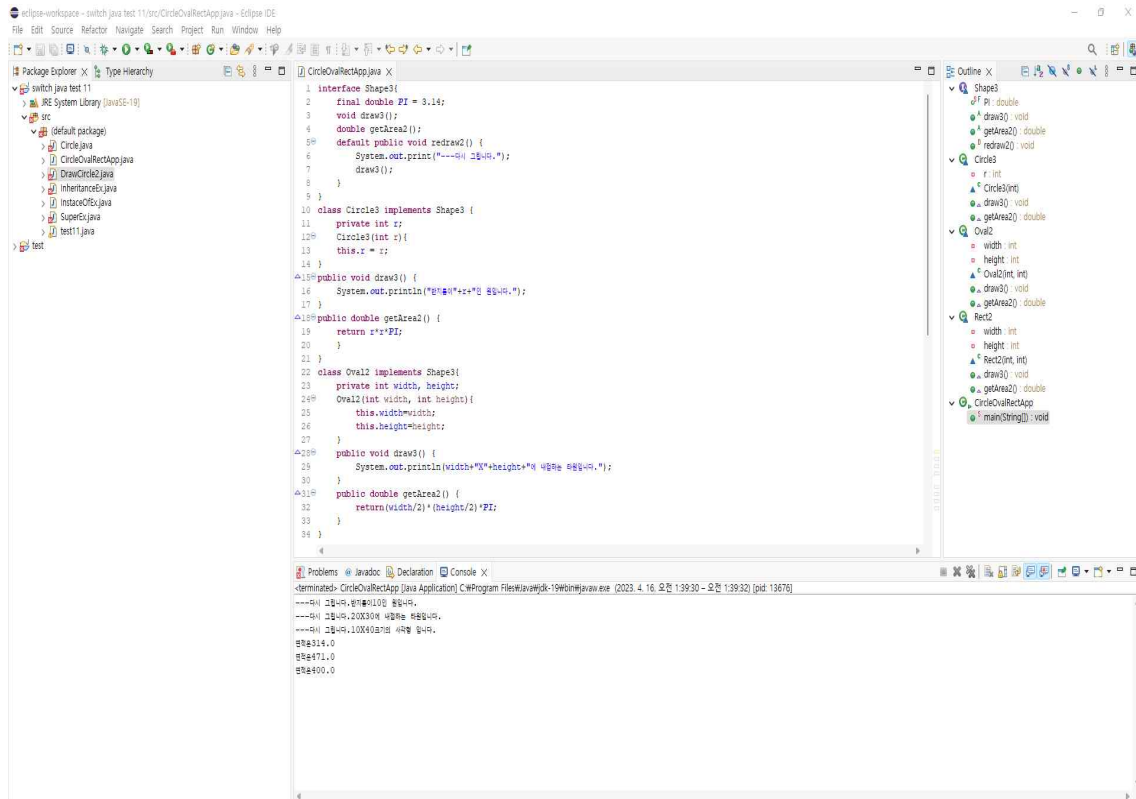 eclipse-workspace - switch java test 11/src/CircleOvalRectApp.java - Eclipse IDE
File Edit Source Refactor Navigate Search Project Run Window Help
Package Explorer Type Hierarchy
switch java test 11
JRE System Library [JavaSE-19]
src
(default package)
Circle.java
CircleOvalRectApp.java
DrawCircle2.java
InheritanceEx.java
InstaceOfEx.java
SuperEx.java
test11.java
test
CircleOvalRectApp.java
1 interface Shape3{
2 final double PI = 3.14;
3 void draw3();
4 double getArea2();
5 default public void redraw2() {
6 System.out.print("---다시 그립니다.");
7 draw3();
8 }
9 }
10 class Circle3 implements Shape3 {
11 private int r;
12 Circle3(int r){
13 this.r = r;
14 }
15 public void draw3() {
16 System.out.println("반지름이"+r+"인 원입니다.");
17 }
18 public double getArea2() {
19 return r*r*PI;
20 }
21 }
22 class Oval2 implements Shape3{
23 private int width, height;
24 Oval2(int width, int height){
25 this.width=width;
26 this.height=height;
27 }
28 public void draw3() {
29 System.out.println(width+"X"+height+"에 내접하는 타원입니다.");
30 }
31 public double getArea2() {
32 return(width/2)*(height/2)*PI;
33 }
34 }
Outline
Shape3
PI : double
draw3() : void
getArea2() : double
redraw2() : void
Circle3
r : int
Circle3(int)
draw3() : void
getArea2() : double
Oval2
width : int
height : int
Oval2(int, int)
draw3() : void
getArea2() : double
Rect2
width : int
height : int
Rect2(int, int)
draw3() : void
getArea2() : double
CircleOvalRectApp
main(String[]) : void
Problems Javadoc Declaration Console
<terminated> CircleOvalRectApp [Java Application] C:₩Program Files₩Java₩jdk-19₩bin₩javaw.exe (2023. 4. 16. 오전 1:39:30 – 오전 1:39:32) [pid: 13676]
---다시 그립니다.반지름이10인 원입니다.
---다시 그립니다.20X30에 내접하는 타원입니다.
---다시 그립니다.10X40크기의 사각형 입니다.
면적은314.0
면적은471.0
면적은400.0